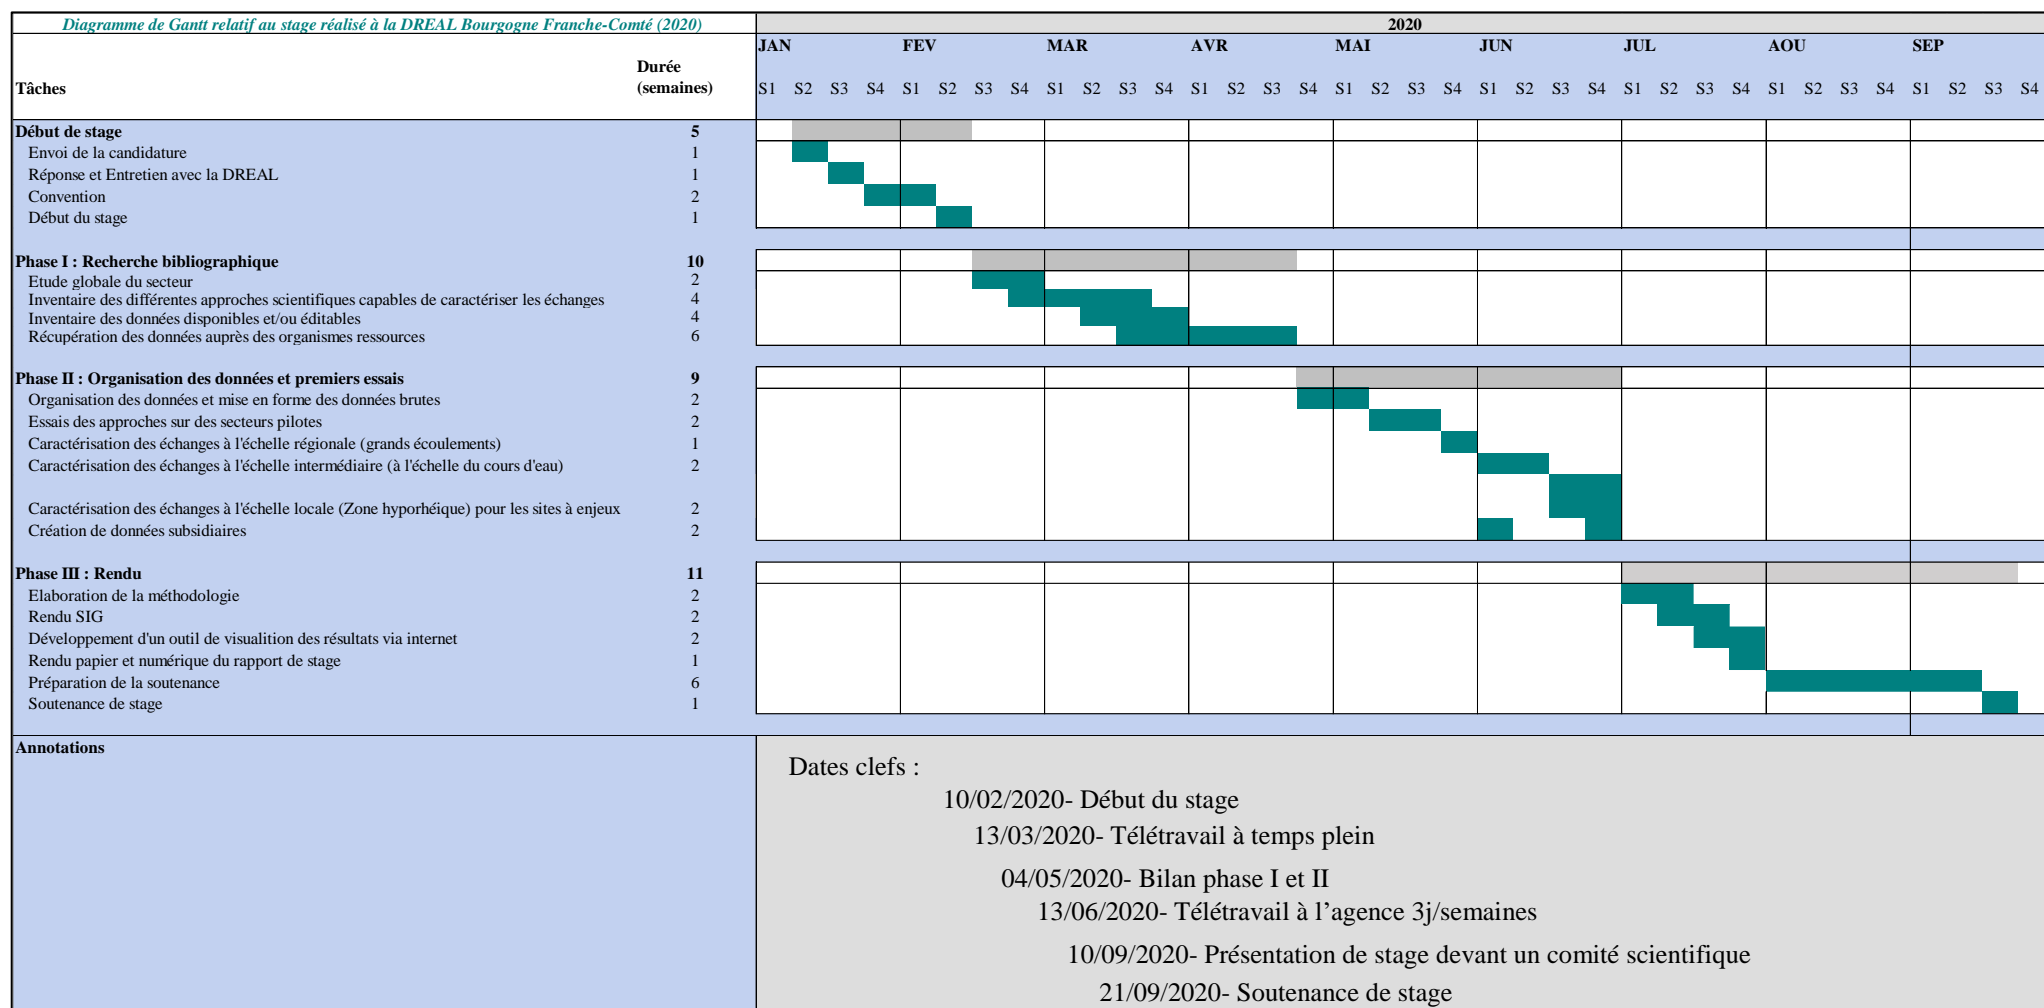 Diagramme de Gantt relatif au stage réalisé à la DREAL Bourgogne Franche-Comté (2020) 2020
JAN FEV MAR AVR MAI JUN JUL AOU SEP
Tâches Durée (semaines) S1 S2 S3 S4 S1 S2 S3 S4 S1 S2 S3 S4 S1 S2 S3 S4 S1 S2 S3 S4 S1 S2 S3 S4 S1 S2 S3 S4 S1 S2 S3 S4 S1 S2 S3 S4
Début de stage 5
Envoi de la candidature 1
Réponse et Entretien avec la DREAL 1
Convention 2
Début du stage 1
Phase I : Recherche bibliographique 10
Etude globale du secteur 2
Inventaire des différentes approches scientifiques capables de caractériser les échanges 4
Inventaire des données disponibles et/ou éditables 4
Récupération des données auprès des organismes ressources 6
Phase II : Organisation des données et premiers essais 9
Organisation des données et mise en forme des données brutes 2
Essais des approches sur des secteurs pilotes 2
Caractérisation des échanges à l'échelle régionale (grands écoulements) 1
Caractérisation des échanges à l'échelle intermédiaire (à l'échelle du cours d'eau) 2
Caractérisation des échanges à l'échelle locale (Zone hyporhéique) pour les sites à enjeux 2
Création de données subsidiaires 2
Phase III : Rendu 11
Elaboration de la méthodologie 2
Rendu SIG 2
Développement d'un outil de visualition des résultats via internet 2
Rendu papier et numérique du rapport de stage 1
Préparation de la soutenance 6
Soutenance de stage 1
Annotations
Dates clefs :
10/02/2020- Début du stage
13/03/2020- Télétravail à temps plein
04/05/2020- Bilan phase I et II
13/06/2020- Télétravail à l’agence 3j/semaines
10/09/2020- Présentation de stage devant un comité scientifique
21/09/2020- Soutenance de stage